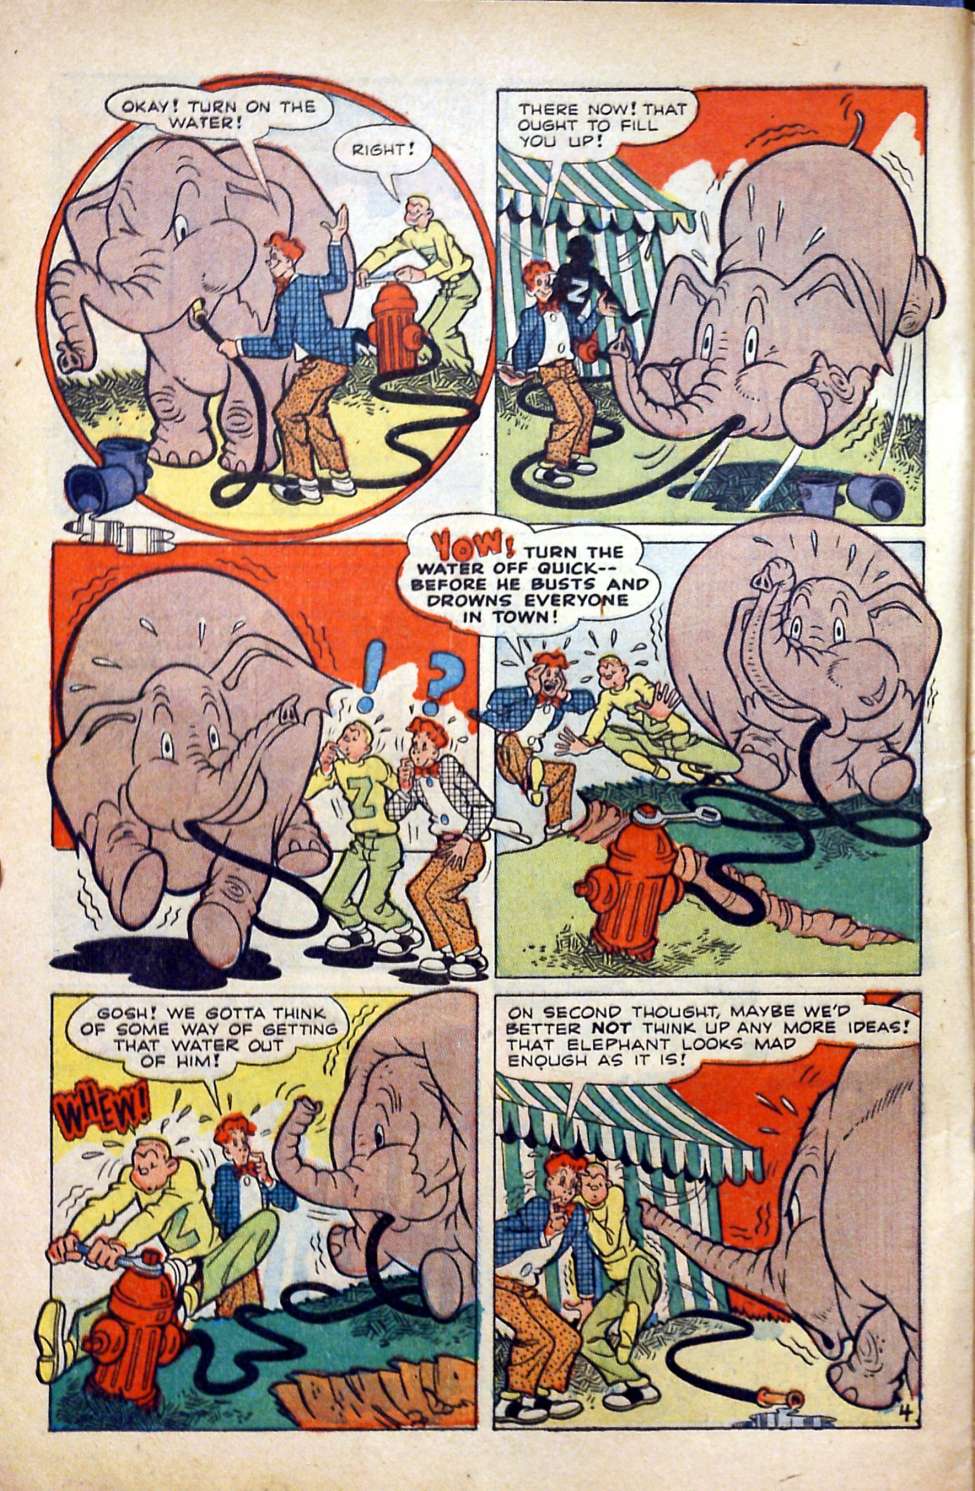 OKAY! TURN ON THE
WATER!
RIGHT!
THERE NOW! THAT
OUGHT TO FILL
YOU UP!
Z
YOW! TURN THE
WATER OFF QUICK--
BEFORE HE BUSTS AND
DROWNS EVERYONE
IN TOWN!
! ?
Z
GOSH! WE GOTTA THINK
OF SOME WAY OF GETTING
THAT WATER OUT
OF HIM!
WHEW!
Z
ON SECOND THOUGHT, MAYBE WE'D
BETTER NOT THINK UP ANY MORE IDEAS!
THAT ELEPHANT LOOKS MAD
ENOUGH AS IT IS!
4